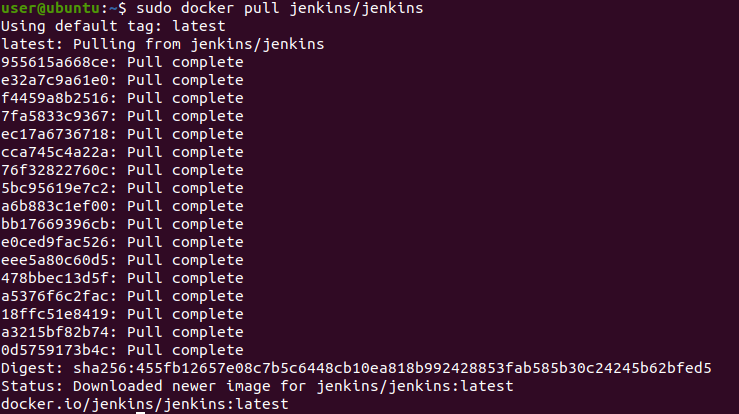 user@ubuntu:~$ sudo docker pull jenkins/jenkins
Using default tag: latest
latest: Pulling from jenkins/jenkins
955615a668ce: Pull complete
e32a7c9a61e0: Pull complete
f4459a8b2516: Pull complete
7fa5833c9367: Pull complete
ec17a6736718: Pull complete
cca745c4a22a: Pull complete
76f32822760c: Pull complete
5bc95619e7c2: Pull complete
a6b883c1ef00: Pull complete
bb17669396cb: Pull complete
e0ced9fac526: Pull complete
eee5a80c60d5: Pull complete
478bbec13d5f: Pull complete
a5376f6c2fac: Pull complete
18ffc51e8419: Pull complete
a3215bf82b74: Pull complete
0d5759173b4c: Pull complete
Digest: sha256:455fb12657e08c7b5c6448cb10ea818b992428853fab585b30c24245b62bfed5
Status: Downloaded newer image for jenkins/jenkins:latest
docker.io/jenkins/jenkins:latest